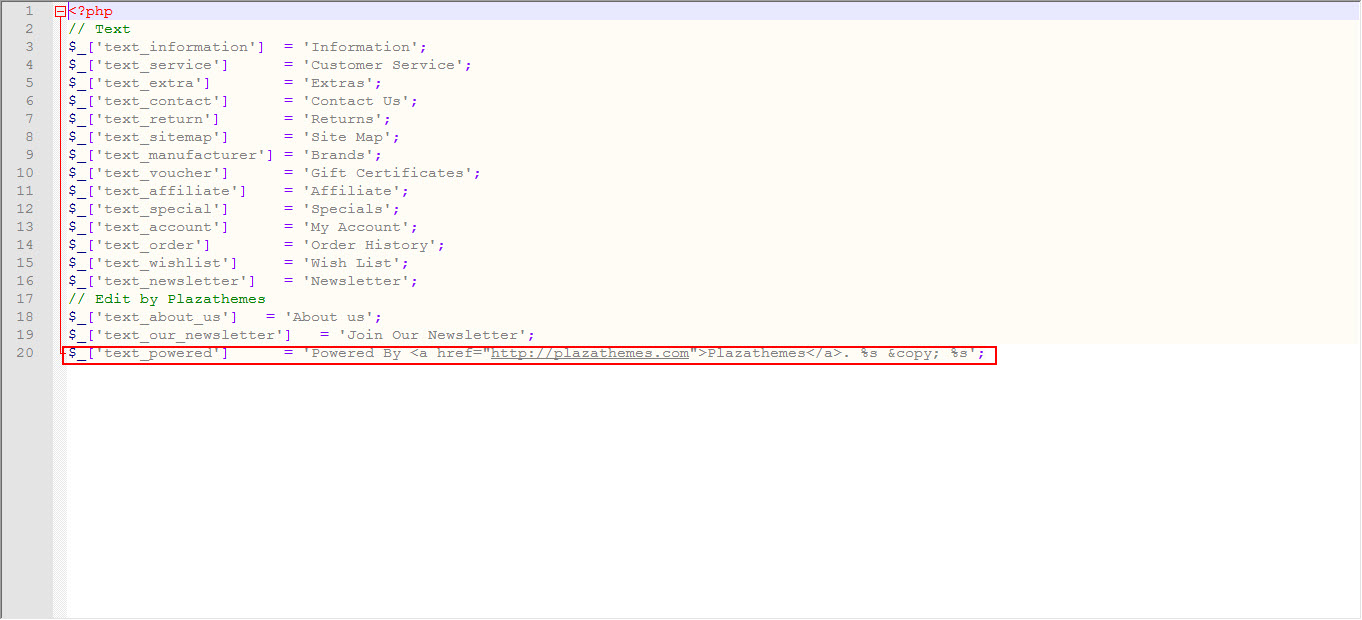 1 <?php
2 // Text
3 $_['text_information']  = 'Information';
4 $_['text_service']      = 'Customer Service';
5 $_['text_extra']        = 'Extras';
6 $_['text_contact']      = 'Contact Us';
7 $_['text_return']       = 'Returns';
8 $_['text_sitemap']      = 'Site Map';
9 $_['text_manufacturer'] = 'Brands';
10 $_['text_voucher']      = 'Gift Certificates';
11 $_['text_affiliate']    = 'Affiliate';
12 $_['text_special']      = 'Specials';
13 $_['text_account']      = 'My Account';
14 $_['text_order']        = 'Order History';
15 $_['text_wishlist']     = 'Wish List';
16 $_['text_newsletter']   = 'Newsletter';
17 // Edit by Plazathemes
18 $_['text_about_us']   = 'About us';
19 $_['text_our_newsletter']   = 'Join Our Newsletter';
20 $_['text_powered']      = 'Powered By <a href="http://plazathemes.com">Plazathemes</a>. %s &copy; %s';